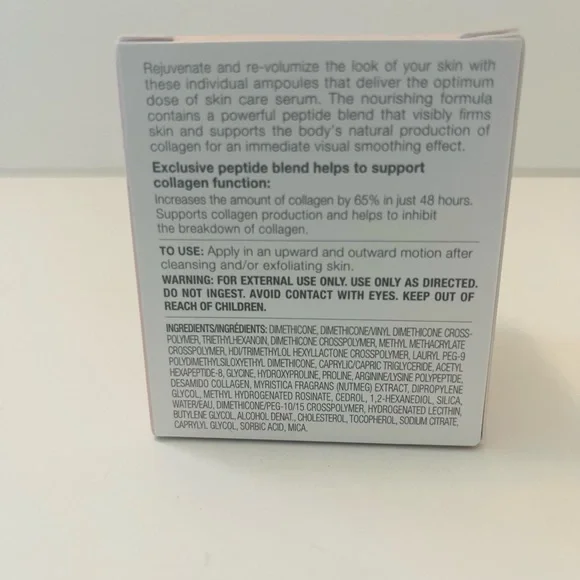 Rejuvenate and re-volumize the look of your skin with
these individual ampoules that deliver the optimum
dose of skin care serum. The nourishing formula
contains a powerful peptide blend that visibly firms
skin and supports the body's natural production of
collagen for an immediate visual smoothing effect.
Exclusive peptide blend helps to support
collagen function:
Increases the amount of collagen by 65% in just 48 hours.
Supports collagen production and helps to inhibit
the breakdown of collagen.
TO USE: Apply in an upward and outward motion after
cleansing and/or exfoliating skin.
WARNING: FOR EXTERNAL USE ONLY. USE ONLY AS DIRECTED.
DO NOT INGEST. AVOID CONTACT WITH EYES. KEEP OUT OF
REACH OF CHILDREN.
INGREDIENTS/INGRÉDIENTS: DIMETHICONE, DIMETHICONE/VINYL DIMETHICONE CROSS-
POLYMER, TRIETHYLHEXANOIN, DIMETHICONE CROSSPOLYMER, METHYL METHACRYLATE
CROSSPOLYMER, HDI/TRIMETHYLOL HEXYLLACTONE CROSSPOLYMER, LAURYL PEG-9
POLYDIMETHYLSILOXYETHYL DIMETHICONE, CAPRYLIC/CAPRIC TRIGLYCERIDE, ACETYL
HEXAPEPTIDE-8, GLYCINE, HYDROXYPROLINE, PROLINE, ARGININE/LYSINE POLYPEPTIDE,
DESAMIDO COLLAGEN, MYRISTICA FRAGRANS (NUTMEG) EXTRACT, DIPROPYLENE
GLYCOL, METHYL HYDROGENATED ROSINATE, CEDROL, 1,2-HEXANEDIOL, SILICA,
WATER/EAU, DIMETHICONE/PEG-10/15 CROSSPOLYMER, HYDROGENATED LECITHIN,
BUTYLENE GLYCOL, ALCOHOL DENAT., CHOLESTEROL, TOCOPHEROL, SODIUM CITRATE,
CAPRYLYL GLYCOL, SORBIC ACID, MICA.